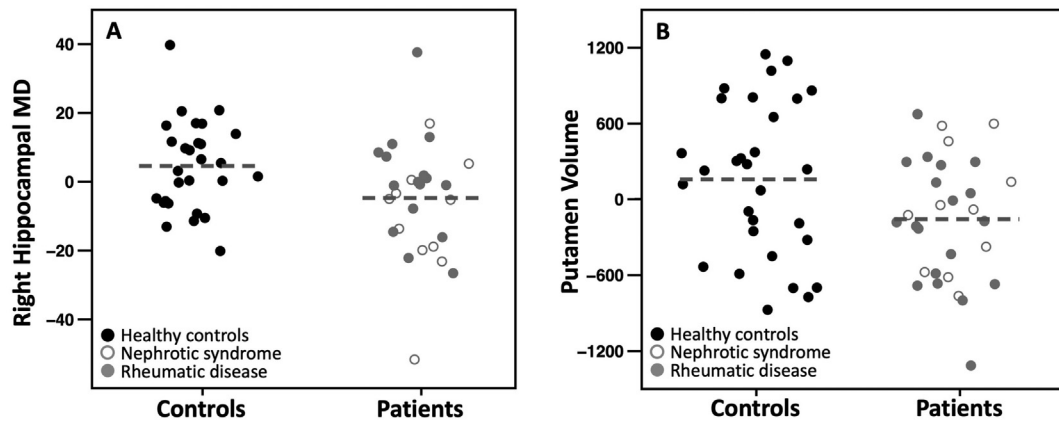 A
Right Hippocampal MD
40
20
0
−20
−40
Healthy controls
Nephrotic syndrome
Rheumatic disease
Controls
Patients
B
Putamen Volume
1200
600
0
−600
−1200
Healthy controls
Nephrotic syndrome
Rheumatic disease
Controls
Patients